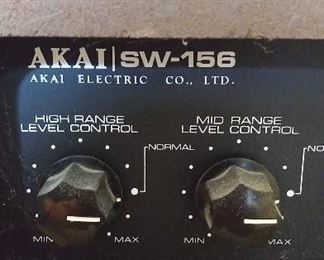 AKAI | SW-156
AKAI ELECTRIC CO., LTD.
HIGH RANGE
LEVEL CONTROL
NORMAL
MIN MAX
MID RANGE
LEVEL CONTROL
NO
MIN MAX